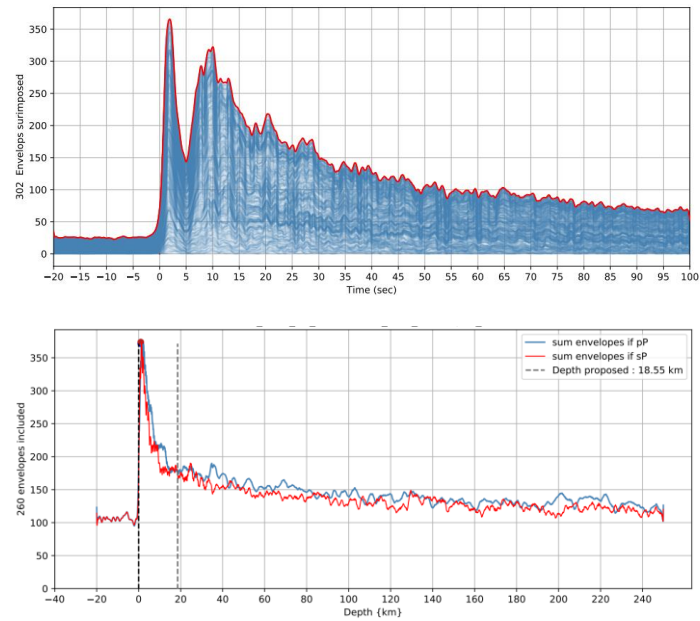 302 Envelops surimposed
350
300
250
200
150
100
50
0
−20 −15 −10 −5 0 5 10 15 20 25 30 35 40 45 50 55 60 65 70 75 80 85 90 95 100
Time (sec)
260 envelopes included
350
300
250
200
150
100
50
0
sum envelopes if pP
sum envelopes if sP
Depth proposed : 18.55 km
−40 −20 0 20 40 60 80 100 120 140 160 180 200 220 240
Depth {km}